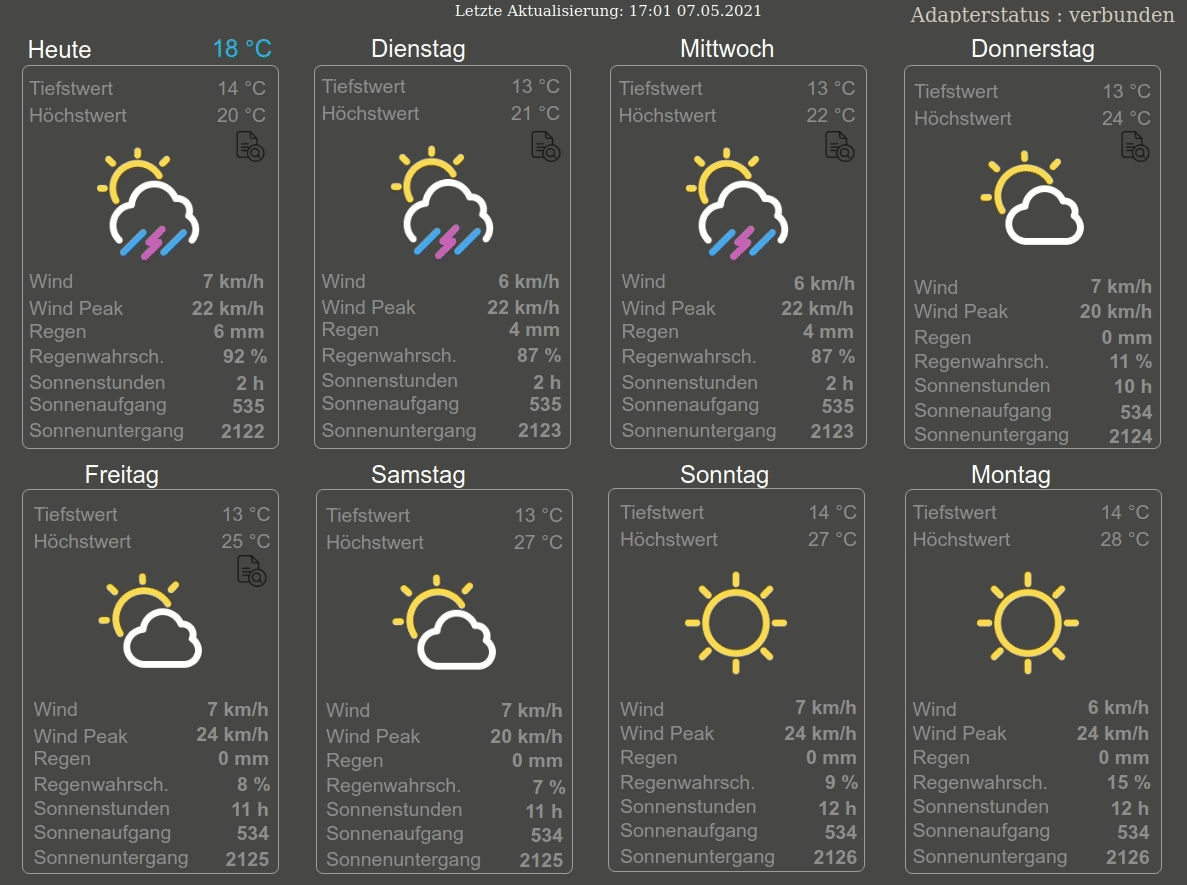 Letzte Aktualisierung: 17:01 07.05.2021
Adapterstatus : verbunden
Heute 18 °C
Tiefstwert 14 °C
Höchstwert 20 °C
Wind 7 km/h
Wind Peak 22 km/h
Regen 6 mm
Regenwahrsch. 92 %
Sonnenstunden 2 h
Sonnenaufgang 535
Sonnenuntergang 2122
Dienstag
Tiefstwert 13 °C
Höchstwert 21 °C
Wind 6 km/h
Wind Peak 22 km/h
Regen 4 mm
Regenwahrsch. 87 %
Sonnenstunden 2 h
Sonnenaufgang 535
Sonnenuntergang 2123
Mittwoch
Tiefstwert 13 °C
Höchstwert 22 °C
Wind 6 km/h
Wind Peak 22 km/h
Regen 4 mm
Regenwahrsch. 87 %
Sonnenstunden 2 h
Sonnenaufgang 535
Sonnenuntergang 2123
Donnerstag
Tiefstwert 13 °C
Höchstwert 24 °C
Wind 7 km/h
Wind Peak 20 km/h
Regen 0 mm
Regenwahrsch. 11 %
Sonnenstunden 10 h
Sonnenaufgang 534
Sonnenuntergang 2124
Freitag
Tiefstwert 13 °C
Höchstwert 25 °C
Wind 7 km/h
Wind Peak 24 km/h
Regen 0 mm
Regenwahrsch. 8 %
Sonnenstunden 11 h
Sonnenaufgang 534
Sonnenuntergang 2125
Samstag
Tiefstwert 13 °C
Höchstwert 27 °C
Wind 7 km/h
Wind Peak 20 km/h
Regen 0 mm
Regenwahrsch. 7 %
Sonnenstunden 11 h
Sonnenaufgang 534
Sonnenuntergang 2125
Sonntag
Tiefstwert 14 °C
Höchstwert 27 °C
Wind 7 km/h
Wind Peak 24 km/h
Regen 0 mm
Regenwahrsch. 9 %
Sonnenstunden 12 h
Sonnenaufgang 534
Sonnenuntergang 2126
Montag
Tiefstwert 14 °C
Höchstwert 28 °C
Wind 6 km/h
Wind Peak 24 km/h
Regen 0 mm
Regenwahrsch. 15 %
Sonnenstunden 12 h
Sonnenaufgang 534
Sonnenuntergang 2126